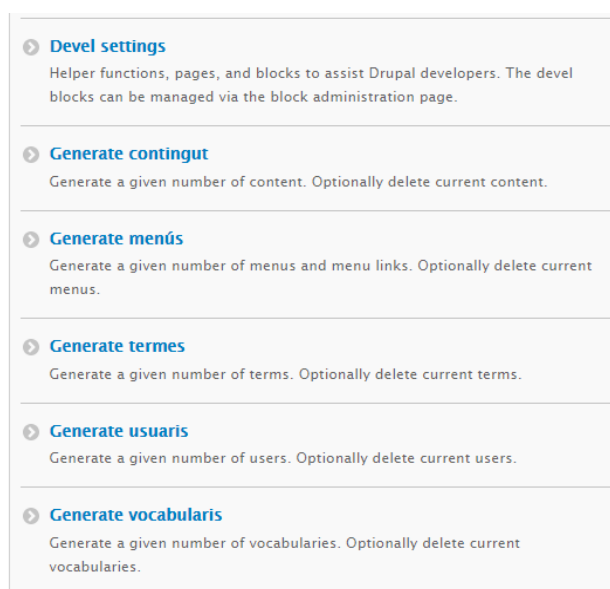 Devel settings
Helper functions, pages, and blocks to assist Drupal developers. The devel
blocks can be managed via the block administration page.
Generate contingut
Generate a given number of content. Optionally delete current content.
Generate menús
Generate a given number of menus and menu links. Optionally delete current
menus.
Generate termes
Generate a given number of terms. Optionally delete current terms.
Generate usuaris
Generate a given number of users. Optionally delete current users.
Generate vocabularis
Generate a given number of vocabularies. Optionally delete current
vocabularies.